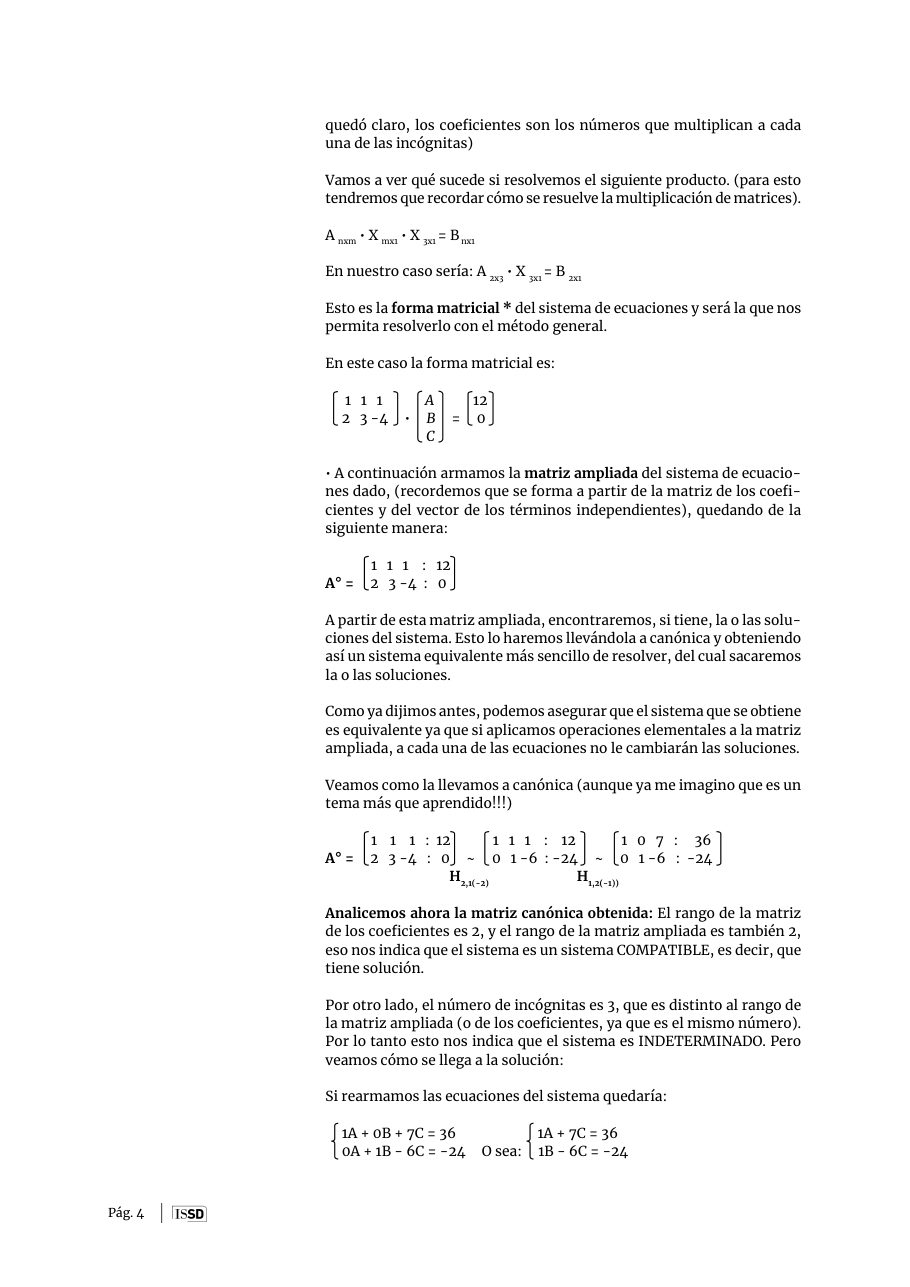 quedó claro, los coeficientes son los números que multiplican a cada
una de las incógnitas)
Vamos a ver qué sucede si resolvemos el siguiente producto. (para esto
tendremos que recordar cómo se resuelve la multiplicación de matrices).
A nxm • X mx1 • X 3x1 = B nx1
En nuestro caso sería: A 2x3 • X 3x1 = B 2x1
Esto es la forma matricial * del sistema de ecuaciones y será la que nos
permita resolverlo con el método general.
En este caso la forma matricial es:
1 1 1 A 12
2 3 -4 • B = 0
C
• A continuación armamos la matriz ampliada del sistema de ecuacio-
nes dado, (recordemos que se forma a partir de la matriz de los coefi-
cientes y del vector de los términos independientes), quedando de la
siguiente manera:
1 1 1 : 12
A° = 2 3 -4 : 0
A partir de esta matriz ampliada, encontraremos, si tiene, la o las solu-
ciones del sistema. Esto lo haremos llevándola a canónica y obteniendo
así un sistema equivalente más sencillo de resolver, del cual sacaremos
la o las soluciones.
Como ya dijimos antes, podemos asegurar que el sistema que se obtiene
es equivalente ya que si aplicamos operaciones elementales a la matriz
ampliada, a cada una de las ecuaciones no le cambiarán las soluciones.
Veamos como la llevamos a canónica (aunque ya me imagino que es un
tema más que aprendido!!!)
1 1 1 : 12 1 1 1 : 12 1 0 7 : 36
A° = 2 3 -4 : 0 ~ 0 1 -6 : -24 ~ 0 1 -6 : -24
H2,1(-2) H1,2(-1))
Analicemos ahora la matriz canónica obtenida: El rango de la matriz
de los coeficientes es 2, y el rango de la matriz ampliada es también 2,
eso nos indica que el sistema es un sistema COMPATIBLE, es decir, que
tiene solución.
Por otro lado, el número de incógnitas es 3, que es distinto al rango de
la matriz ampliada (o de los coeficientes, ya que es el mismo número).
Por lo tanto esto nos indica que el sistema es INDETERMINADO. Pero
veamos cómo se llega a la solución:
Si rearmamos las ecuaciones del sistema quedaría:
1A + 0B + 7C = 36 1A + 7C = 36
0A + 1B - 6C = -24 O sea: 1B - 6C = -24
Pág. 4 ISSD